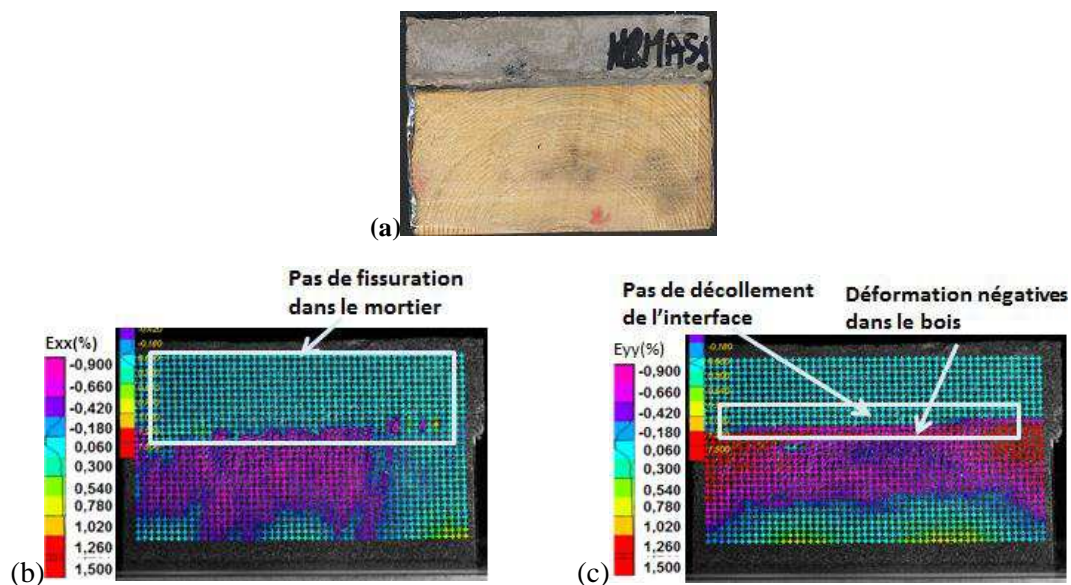 (a)
Pas de fissuration
dans le mortier
Exx(%)
-0,900
-0,660
-0,420
-0,180
0,060
0,300
0,540
0,780
1,020
1,260
1,500
(b)
Pas de décollement
de l'interface
Déformation négatives
dans le bois
Eyy(%)
-0,900
-0,660
-0,420
-0,180
0,060
0,300
0,540
0,780
1,020
1,260
1,500
(c)